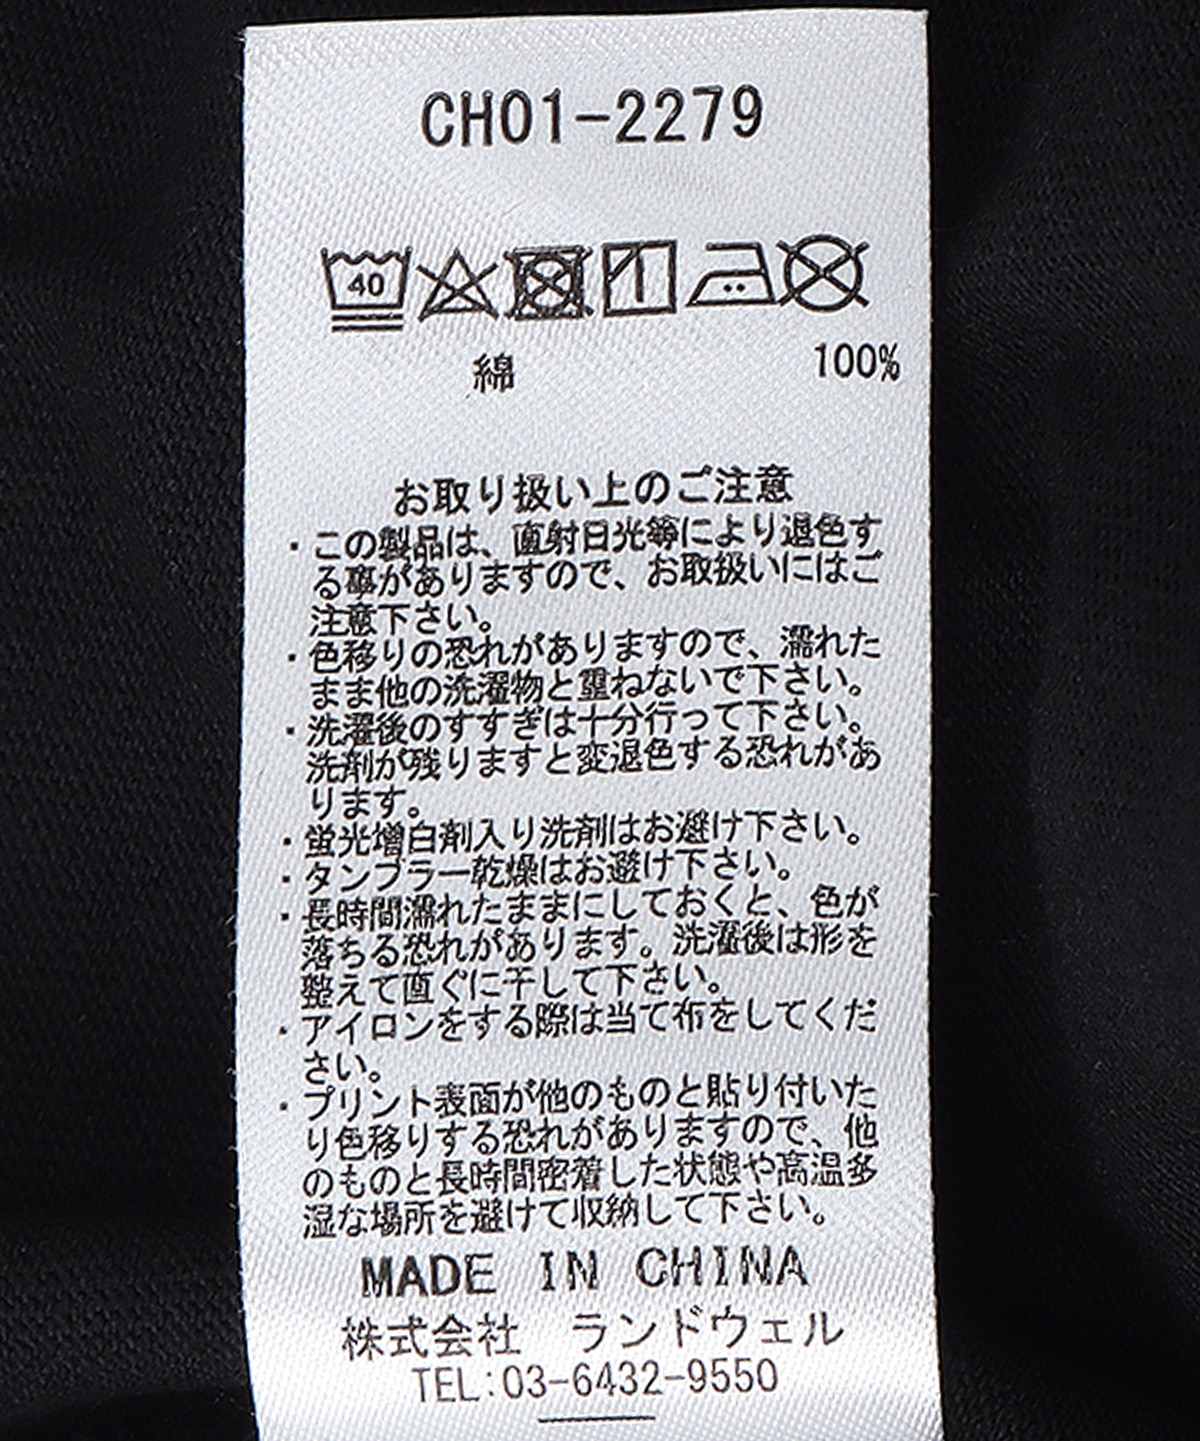 CH01-2279
40
綿 100%
お取り扱い上のご注意
・この製品は、直射日光等により退色す
る事がありますので、お取扱いにはご
注意下さい。
・色移りの恐れがありますので、濡れた
まま他の洗濯物と重ねないで下さい。
・洗濯後のすすぎは十分行って下さい。
洗剤が残りますと変退色する恐れがあ
ります。
・蛍光増白剤入り洗剤はお避け下さい。
・タンブラー乾燥はお避け下さい。
・長時間濡れたままにしておくと、色が
落ちる恐れがあります。洗濯後は形を
整えて直ぐに干して下さい。
・アイロンをする際は当て布をしてくだ
さい。
・プリント表面が他のものと貼り付いた
り色移りする恐れがありますので、他
のものと長時間密着した状態や高温多
湿な場所を避けて収納して下さい。
MADE IN CHINA
株式会社 ランドウェル
TEL:03-6432-9550